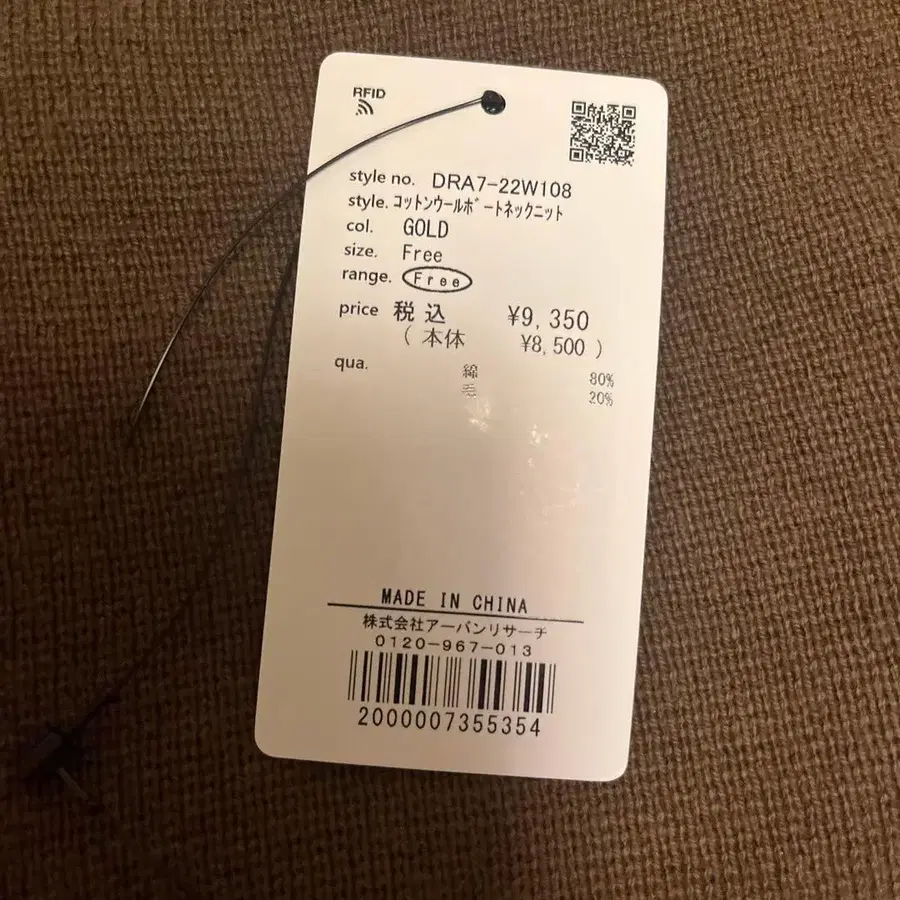 RFID
style no. DRA7-22W108
style. コットンウールボートネックニット
col. GOLD
size. Free
range. Free
price 税込 ¥9,350
( 本体 ¥8,500 )
qua. 綿 80%
毛 20%
MADE IN CHINA
株式会社アーバンリサーチ
0120-967-013
2000007355354